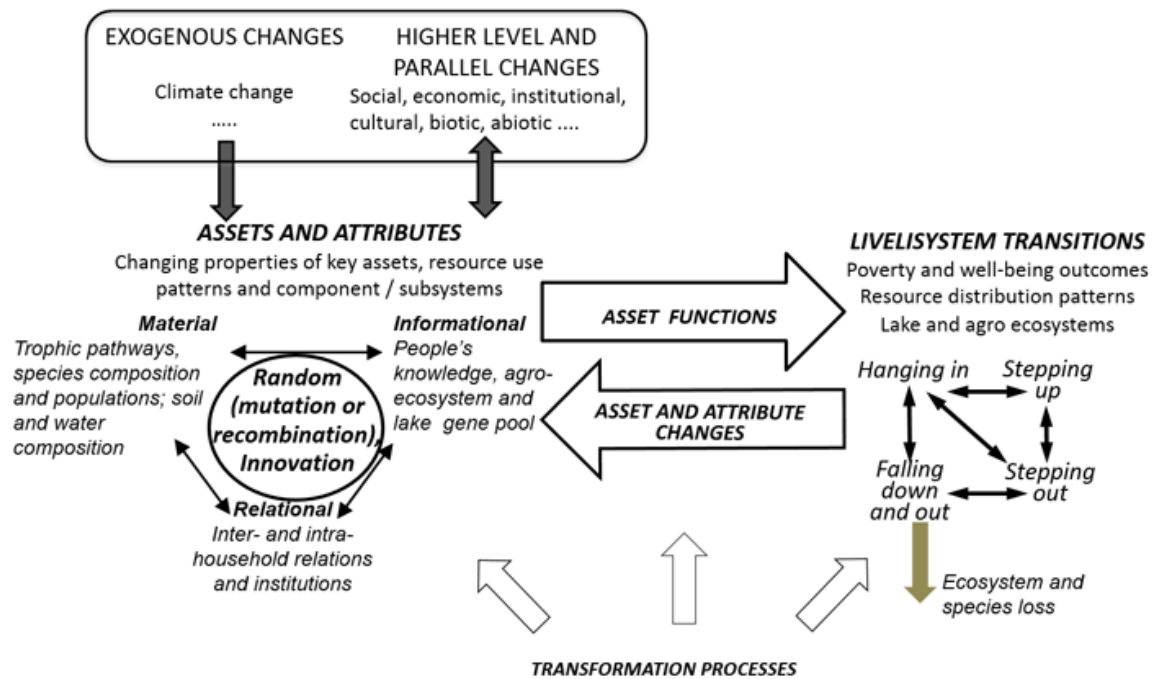 EXOGENOUS CHANGES
Climate change
.....
HIGHER LEVEL AND
PARALLEL CHANGES
Social, economic, institutional,
cultural, biotic, abiotic ....
ASSETS AND ATTRIBUTES
Changing properties of key assets, resource use
patterns and component / subsystems
Material
Trophic pathways,
species composition
and populations; soil
and water
composition
Informational
People's
knowledge, agro-
ecosystem and
lake gene pool
Random
(mutation or
recombination),
Innovation
Relational
Inter- and intra-
household relations
and institutions
ASSET FUNCTIONS
ASSET AND ATTRIBUTE
CHANGES
LIVELISYSTEM TRANSITIONS
Poverty and well-being outcomes
Resource distribution patterns
Lake and agro ecosystems
Hanging in
Stepping
up
Falling
down
and out
Stepping
out
Ecosystem and
species loss
TRANSFORMATION PROCESSES